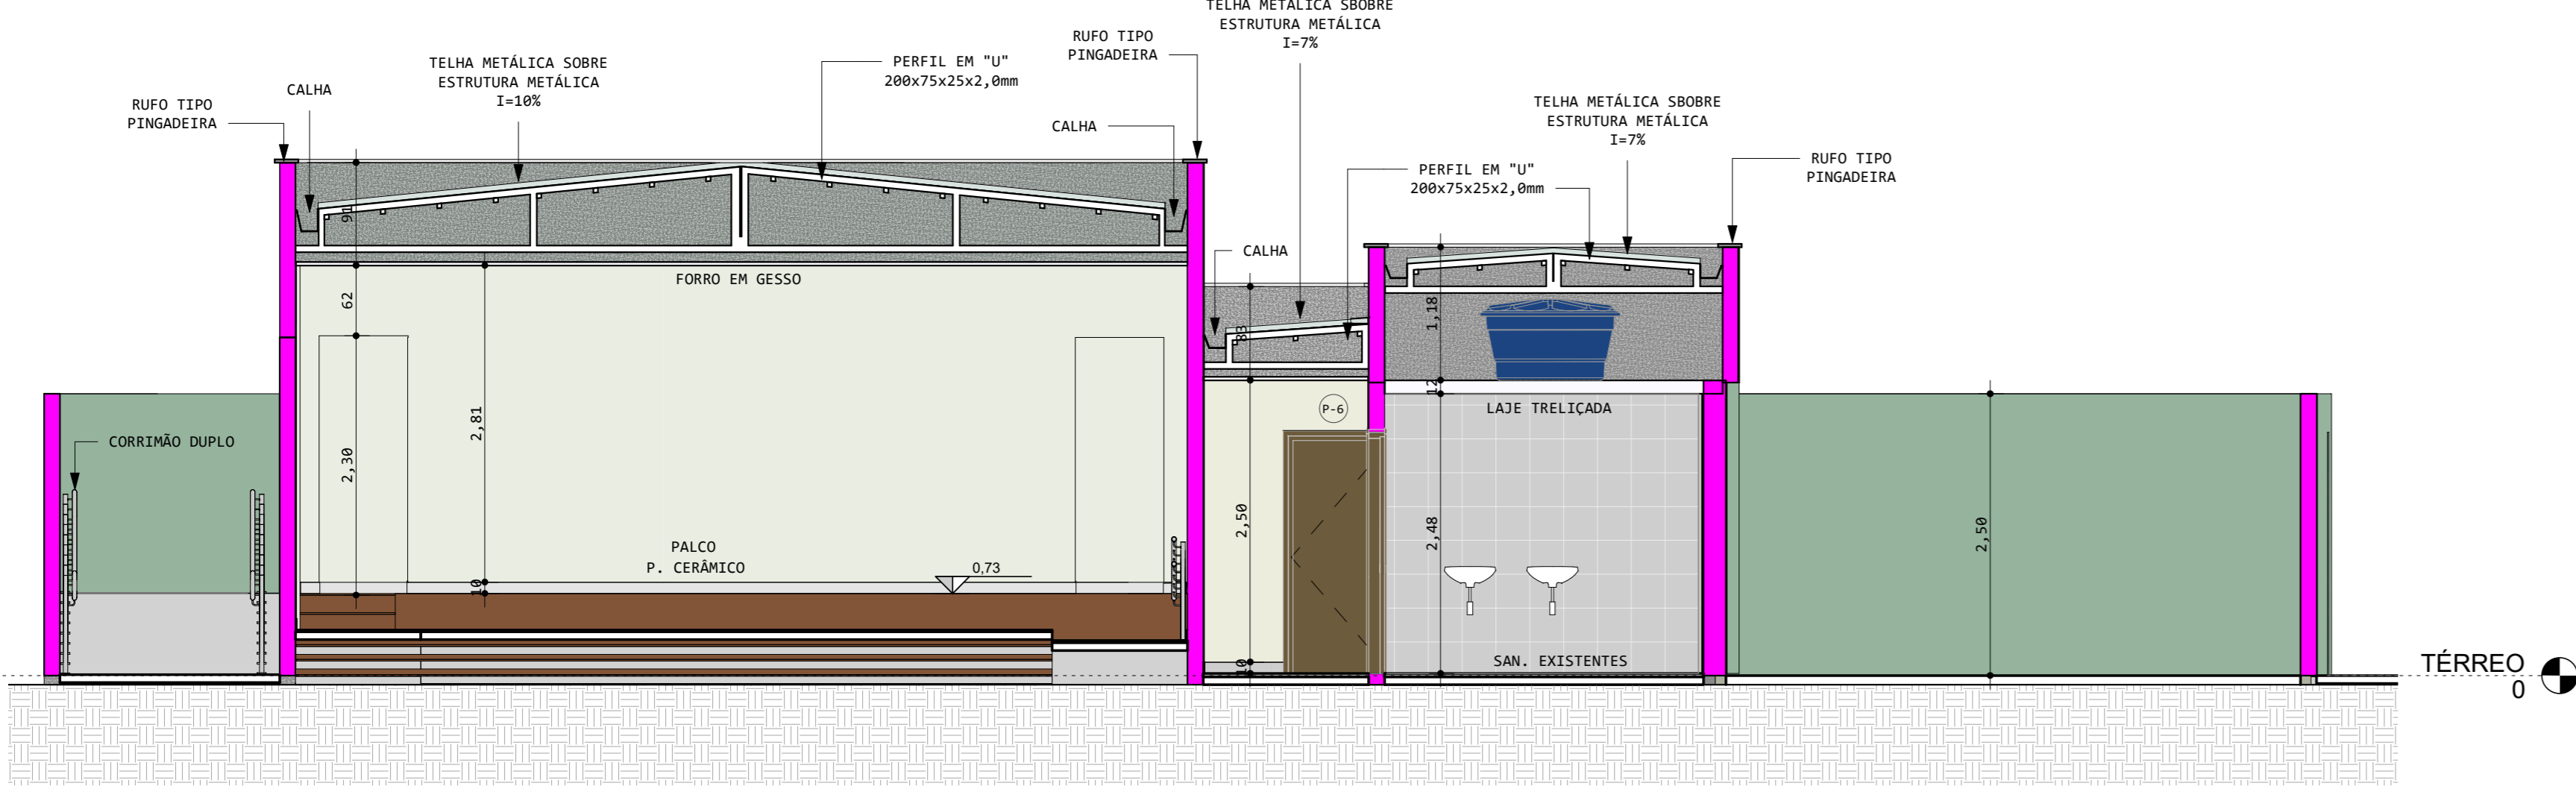 TELHA METÁLICA SBOBRE
ESTRUTURA METÁLICA
I=7%
RUFO TIPO
PINGADEIRA
TELHA METÁLICA SOBRE
ESTRUTURA METÁLICA
I=10%
PERFIL EM "U"
200x75x25x2,0mm
CALHA
RUFO TIPO
PINGADEIRA
CALHA
TELHA METÁLICA SBOBRE
ESTRUTURA METÁLICA
I=7%
PERFIL EM "U"
200x75x25x2,0mm
RUFO TIPO
PINGADEIRA
91
CALHA
FORRO EM GESSO
62
1,18
83
12
P-6
LAJE TRELIÇADA
CORRIMÃO DUPLO
2,81
2,30
2,50
2,48
2,50
PALCO
P. CERÂMICO
0,73
10
10
SAN. EXISTENTES
TÉRREO
0